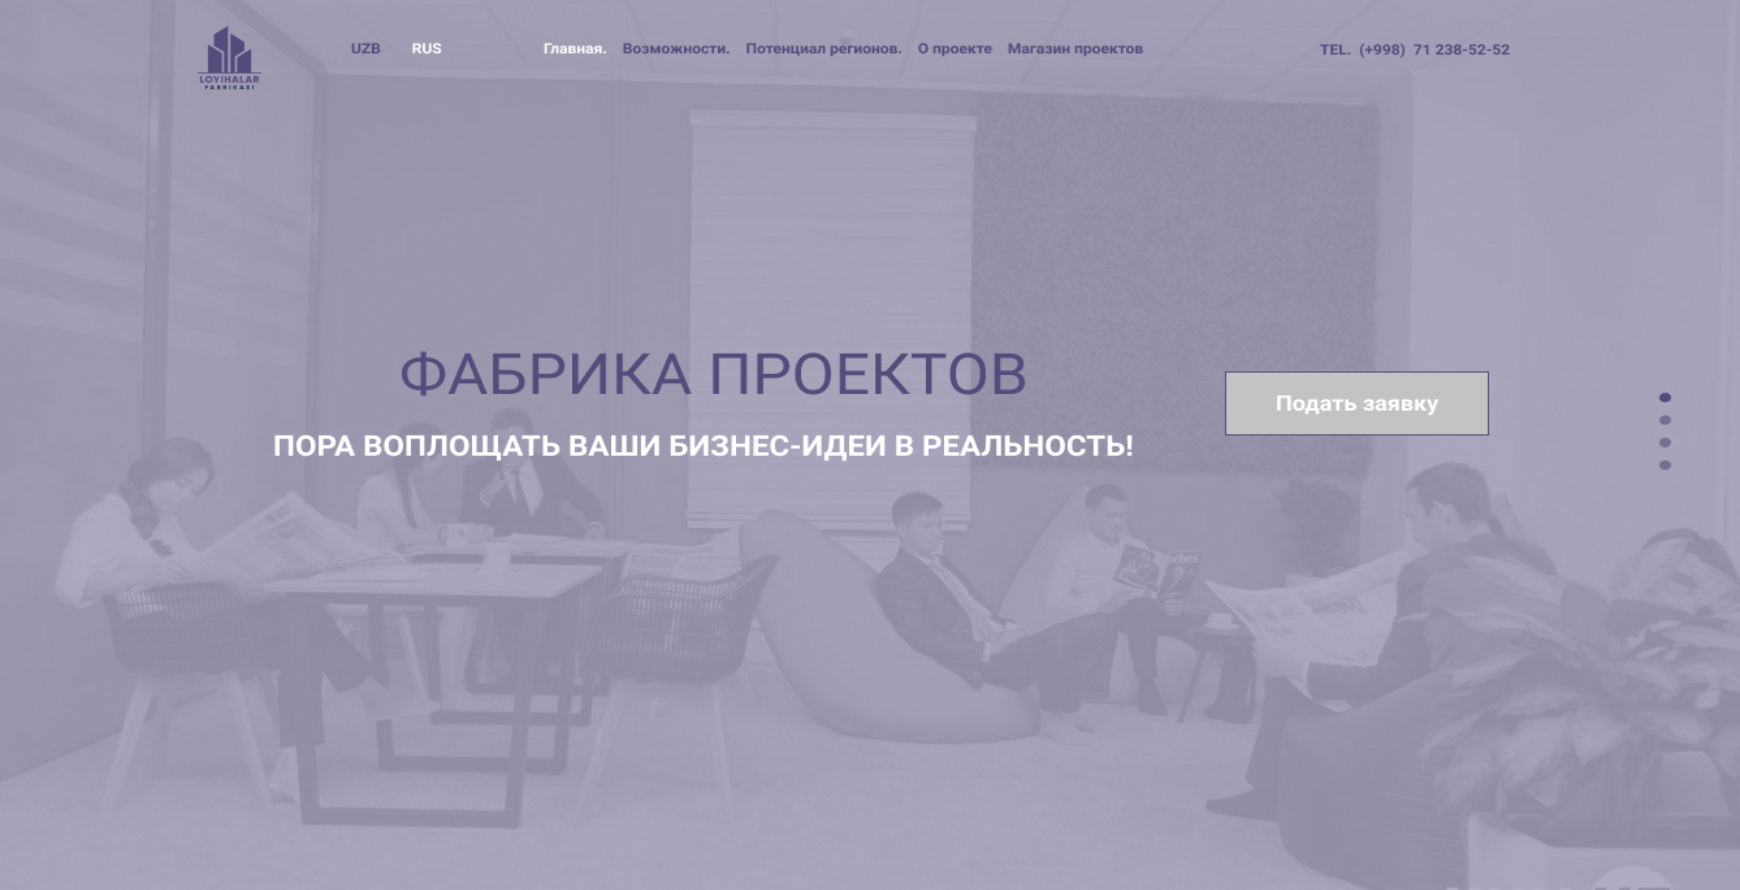 LOYIHALAR
FABRIGASI
UZB RUS Главная. Возможности. Потенциал регионов. О проекте Магазин проектов TEL. (+998) 71 238-52-52
ФАБРИКА ПРОЕКТОВ
Подать заявку
ПОРА ВОПЛОЩАТЬ ВАШИ БИЗНЕС-ИДЕИ В РЕАЛЬНОСТЬ!